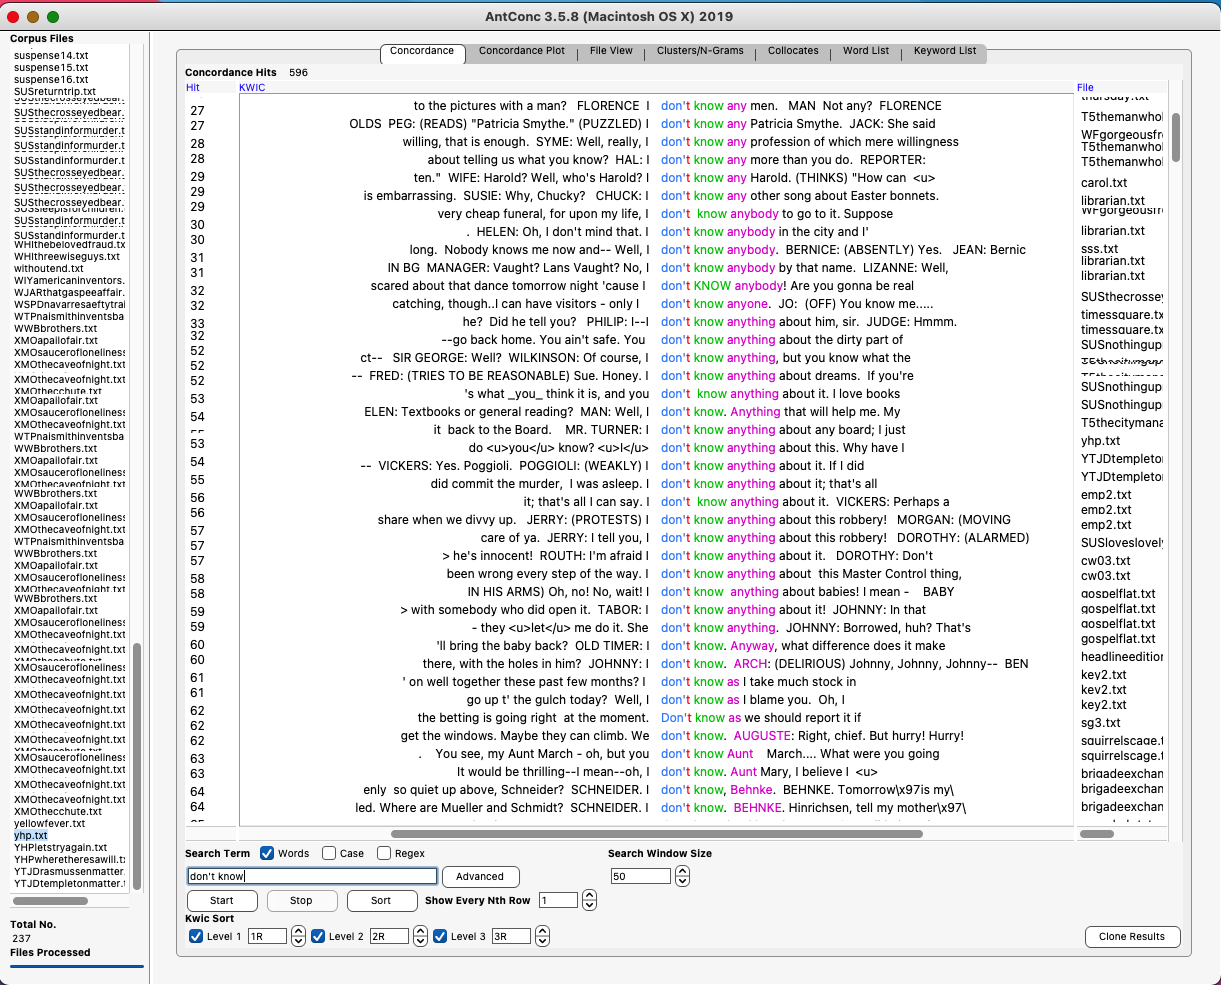 AntConc 3.5.8 (Macintosh OS X) 2019
Corpus Files
suspense14.txt
suspense15.txt
suspense16.txt
SUSreturntrip.txt
SUSthecrosseyedbear.
SUSstandinformurder.t
SUSstandinformurder.t
SUSstandinformurder.t
SUSthecrosseyedbear.
SUSthecrosseyedbear.
SUSthecrosseyedbear.
SUSstandinformurder.t
SUSstandinformurder.t
WHIthebelovedfraud.tx
WHIthreewiseguys.txt
withoutend.txt
WIYamericaninventors.
WJARthatgaspeeaffair.
WSPDnavarresaeftytrai
WTPnaismithinventsba
WWBbrothers.txt
XMOapailofair.txt
XMOsaucerofloneliness
XMOthecaveofnight.txt
XMOthecaveofnight.txt
XMOthecchute.txt
XMOapailofair.txt
XMOsaucerofloneliness
XMOthecaveofnight.txt
WTPnaismithinventsba
WWBbrothers.txt
XMOapailofair.txt
XMOsaucerofloneliness
XMOthecaveofnight.txt
WWBbrothers.txt
XMOapailofair.txt
XMOsaucerofloneliness
XMOthecaveofnight.txt
WTPnaismithinventsba
WWBbrothers.txt
XMOapailofair.txt
XMOsaucerofloneliness
XMOthecaveofnight.txt
WWBbrothers.txt
XMOapailofair.txt
XMOsaucerofloneliness
XMOthecaveofnight.txt
XMOthecaveofnight.txt
XMOsaucerofloneliness
XMOthecaveofnight.txt
XMOthecaveofnight.txt
XMOthecaveofnight.txt
XMOthecaveofnight.txt
XMOsaucerofloneliness
XMOthecaveofnight.txt
XMOthecaveofnight.txt
XMOthecaveofnight.txt
XMOthecchute.txt
yellowfever.txt
yhp.txt
YHPletstryagain.txt
YHPwheretheresawill.tx
YTJDrasmussenmatter.
YTJDtempletonmatter.t
Total No.
237
Files Processed
Concordance Concordance Plot File View Clusters/N-Grams Collocates Word List Keyword List
Concordance Hits 596
Hit KWIC File
27 to the pictures with a man? FLORENCE I don't know any men. MAN Not any? FLORENCE
27 OLDS PEG: (READS) "Patricia Smythe." (PUZZLED) I don't know any Patricia Smythe. JACK: She said T5themanwhol
28 willing, that is enough. SYME: Well, really, I don't know any profession of which mere willingness WFgorgeousfr T5themanwhol
28 about telling us what you know? HAL: I don't know any more than you do. REPORTER: T5themanwhol
29 ten." WIFE: Harold? Well, who's Harold? I don't know any Harold. (THINKS) "How can <u> carol.txt
29 is embarrassing. SUSIE: Why, Chucky? CHUCK: I don't know any other song about Easter bonnets. librarian.txt
29 very cheap funeral, for upon my life, I don't know anybody to go to it. Suppose WFgorgeousfr
30 . HELEN: Oh, I don't mind that. I don't know anybody in the city and I' librarian.txt
30 long. Nobody knows me now and-- Well, I don't know anybody. BERNICE: (ABSENTLY) Yes. JEAN: Bernic sss.txt
31 IN BG MANAGER: Vaught? Lans Vaught? No, I don't know anybody by that name. LIZANNE: Well, librarian.txt
31 librarian.txt
32 scared about that dance tomorrow night 'cause I don't KNOW anybody! Are you gonna be real SUSthecrossey
32 catching, though..I can have visitors - only I don't know anyone. JO: (OFF) You know me..... timessquare.tx
33 he? Did he tell you? PHILIP: I--I don't know anything about him, sir. JUDGE: Hmmm. timessquare.tx
32 --go back home. You ain't safe. You don't know anything about the dirty part of SUSnothingup
52 ct-- SIR GEORGE: Well? WILKINSON: Of course, I don't know anything, but you know what the
52 -- FRED: (TRIES TO BE REASONABLE) Sue. Honey. I don't know anything about dreams. If you're
52 SUSnothingup
53 's what _you_ think it is, and you don't know anything about it. I love books SUSnothingup
54 ELEN: Textbooks or general reading? MAN: Well, I don't know. Anything that will help me. My
it back to the Board. MR. TURNER: I don't know anything about any board; I just T5thecitymana
53 do <u>you</u> know? <u>I</u> don't know anything about this. Why have I yhp.txt
54 -- VICKERS: Yes. Poggioli. POGGIOLI: (WEAKLY) I don't know anything about it. If I did YTJDtempleto
55 did commit the murder, I was asleep. I don't know anything about it; that's all YTJDtempleto
56 it; that's all I can say. I don't know anything about it. VICKERS: Perhaps a emp2.txt
56 share when we divvy up. JERRY: (PROTESTS) I don't know anything about this robbery! MORGAN: (MOVING emp2.txt emp2.txt
57 care of ya. JERRY: I tell you, I don't know anything about this robbery! DOROTHY: (ALARMED) SUSloveslovel
57 > he's innocent! ROUTH: I'm afraid I don't know anything about it. DOROTHY: Don't cw03.txt
57
58 been wrong every step of the way. I don't know anything about this Master Control thing, cw03.txt
58 IN HIS ARMS) Oh, no! No, wait! I don't know anything about babies! I mean - BABY gospelflat.txt
59 > with somebody who did open it. TABOR: I don't know anything about it! JOHNNY: In that gospelflat.txt
59 - they <u>let</u> me do it. She don't know anything. JOHNNY: Borrowed, huh? That's gospelflat.txt
60 'll bring the baby back? OLD TIMER: I don't know. Anyway, what difference does it make gospelflat.txt
60 there, with the holes in him? JOHNNY: I don't know. ARCH: (DELIRIOUS) Johnny, Johnny, Johnny-- BEN headlineedition
61 ' on well together these past few months? I don't know as I take much stock in key2.txt
61 go up t' the gulch today? Well, I don't know as I blame you. Oh, I key2.txt key2.txt
62 the betting is going right at the moment. Don't know as we should report it if sg3.txt
62
62 get the windows. Maybe they can climb. We don't know. AUGUSTE: Right, chief. But hurry! Hurry! squirrelscage.t
63 . You see, my Aunt March - oh, but you don't know Aunt March.... What were you going squirrelscage.t
63 It would be thrilling--I mean--oh, I don't know. Aunt Mary, I believe I <u> brigadeexchan
64 enly so quiet up above, Schneider? SCHNEIDER. I don't know, Behnke. BEHNKE. Tomorrow\x97is my\ brigadeexchan
64 led. Where are Mueller and Schmidt? SCHNEIDER. I don't know. BEHNKE. Hinrichsen, tell my mother\x97\ brigadeexchan
Search Term Words Case Regex Search Window Size
don't know Advanced 50
Start Stop Sort Show Every Nth Row 1
Kwic Sort
Level 1 1R Level 2 2R Level 3 3R Clone Results